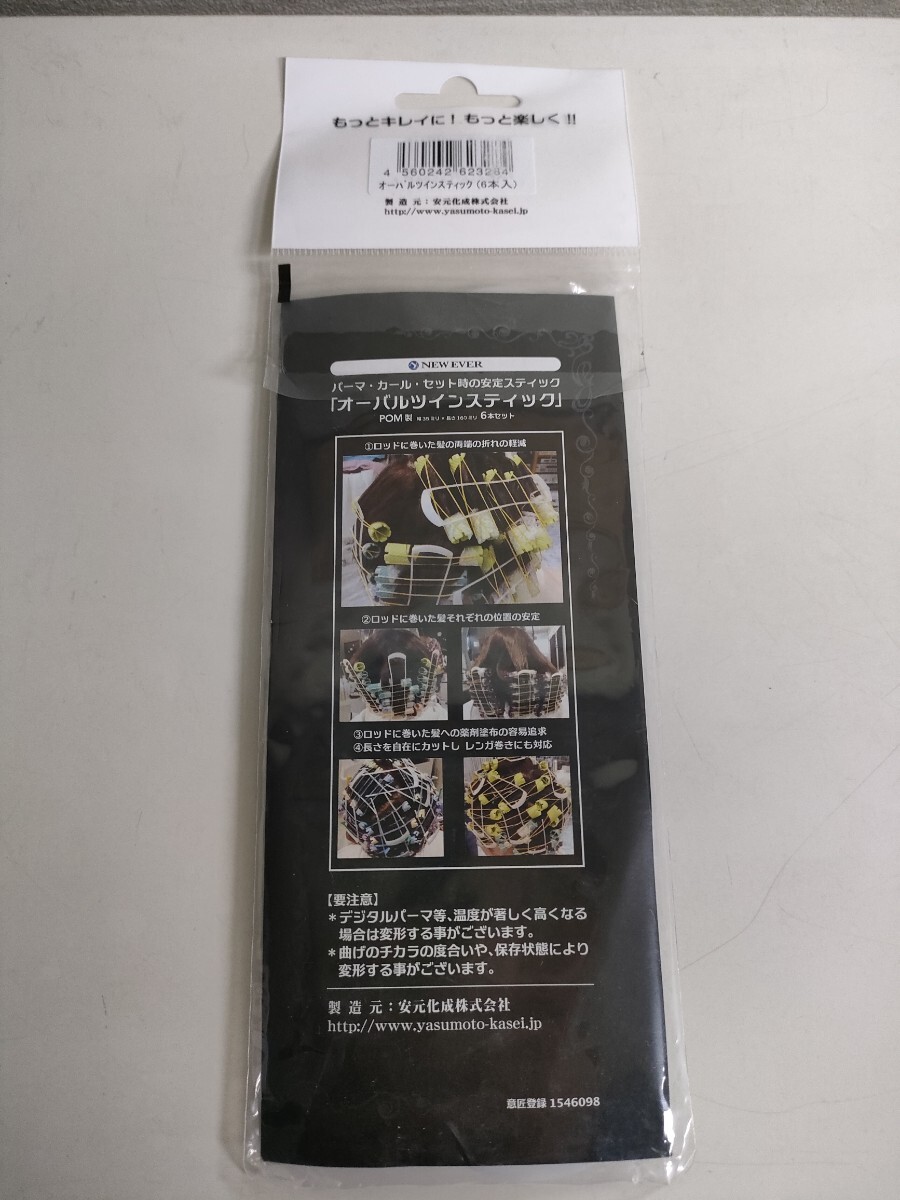 もっとキレイに！もっと楽しく!!
4 560242 623264
オーバルツインスティック（6本入）
製 造 元：安元化成株式会社
http://www.yasumoto-kasei.jp
NEW EVER
パーマ・カール・セット時の安定スティック
「オーバルツインスティック」
POM製 幅35ミリ×長さ160ミリ 6本セット
①ロッドに巻いた髪の両端の折れの軽減
②ロッドに巻いた髪それぞれの位置の安定
③ロッドに巻いた髪への薬剤塗布の容易追求
④長さを自在にカットし レンガ巻きにも対応
【要注意】
＊デジタルパーマ等、温度が著しく高くなる
場合は変形する事がございます。
＊曲げのチカラの度合いや、保存状態により
変形する事がございます。
製 造 元：安元化成株式会社
http://www.yasumoto-kasei.jp
意匠登録 1546098